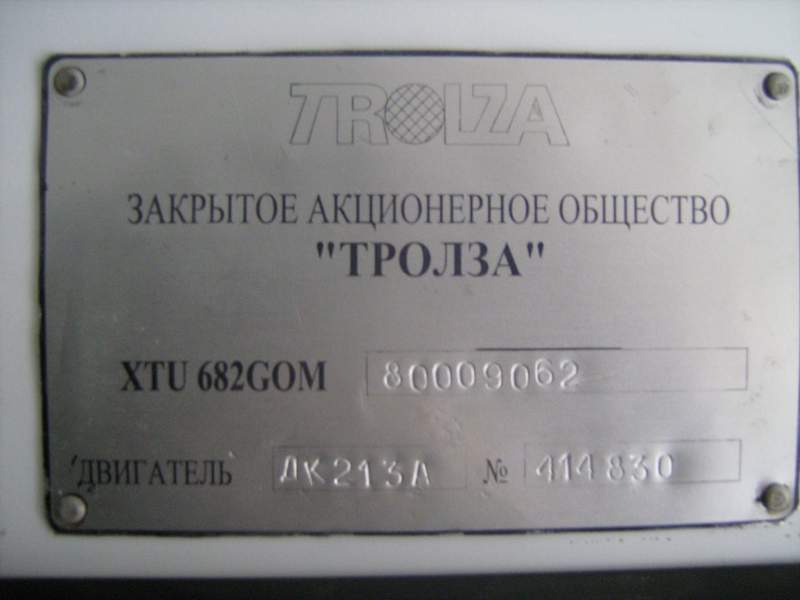 TROLZA
ЗАКРЫТОЕ АКЦИОНЕРНОЕ ОБЩЕСТВО
"ТРОЛЗА"
XTU 682GOM 80009062
ДВИГАТЕЛЬ ДК213А № 414830